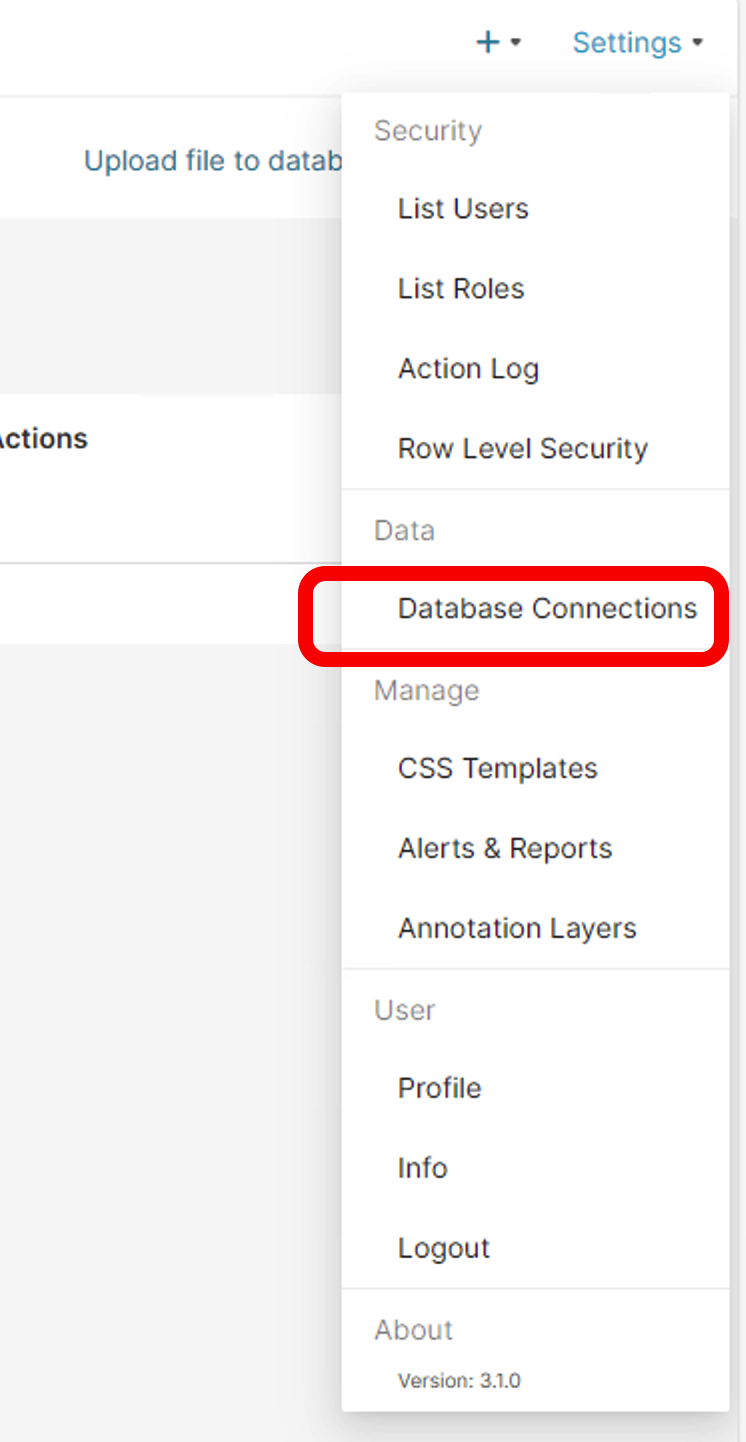 + Settings
Upload file to datab
Actions
Security
List Users
List Roles
Action Log
Row Level Security
Data
Database Connections
Manage
CSS Templates
Alerts & Reports
Annotation Layers
User
Profile
Info
Logout
About
Version: 3.1.0